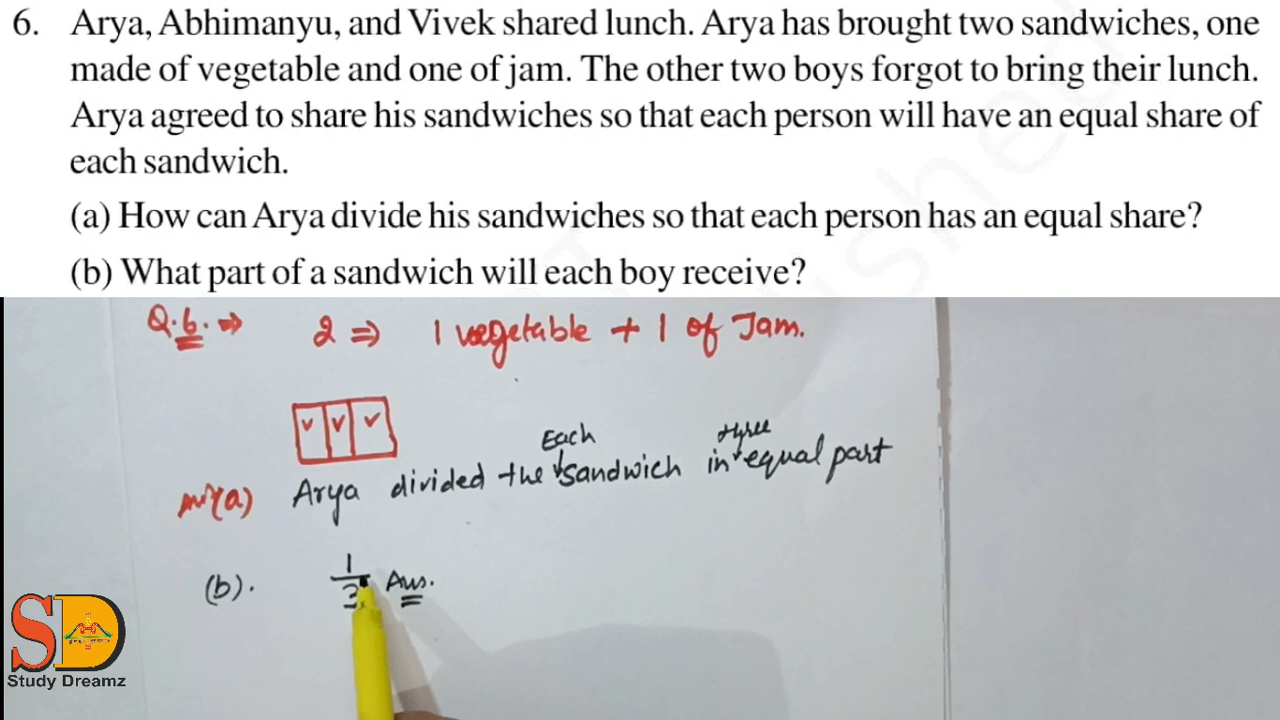 6. Arya, Abhimanyu, and Vivek shared lunch. Arya has brought two sandwiches, one
made of vegetable and one of jam. The other two boys forgot to bring their lunch.
Arya agreed to share his sandwiches so that each person will have an equal share of
each sandwich.
(a) How can Arya divide his sandwiches so that each person has an equal share?
(b) What part of a sandwich will each boy receive?
Q.6. ⇒ 2 ⇒ 1 vegetable + 1 of Jam.
Each three
(a) Arya divided the sandwich in equal part
(b). 1/3 Ans.
SD
Study Dreamz